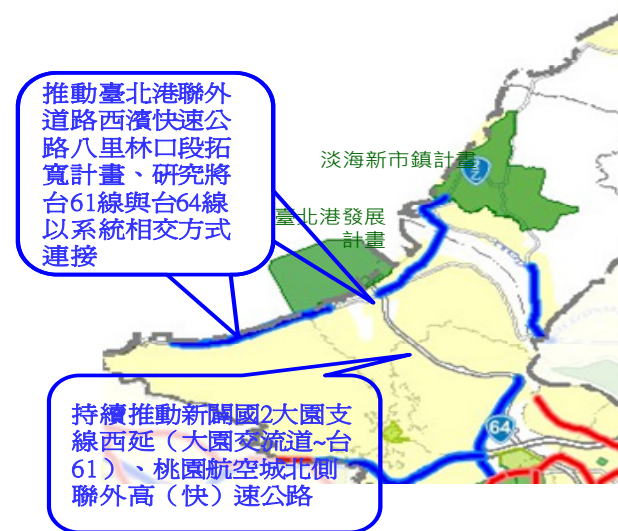 推動臺北港聯外
道路西濱快速公
路八里林口段拓
寬計畫、研究將
台61線與台64線
以系統相交方式
連接
淡海新市鎮計畫
臺北港發展
計畫
持續推動新闢國2大園支
線西延（大園交流道~台
61）、桃園航空城北側
聯外高（快）速公路
64